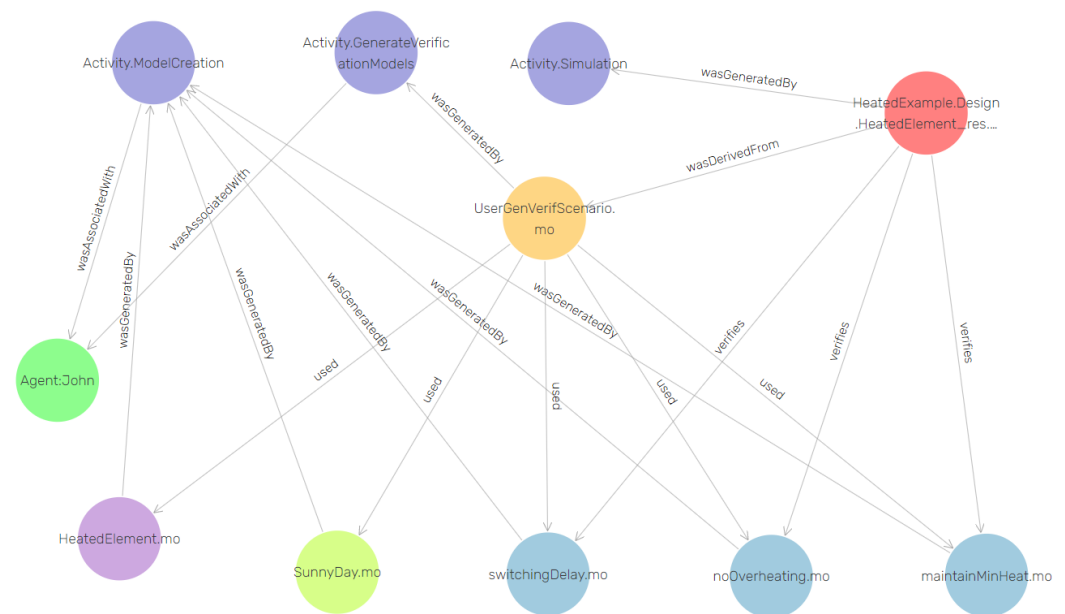 Activity.ModelCreation
Activity.GenerateVerific
ationModels
Activity.Simulation
wasGeneratedBy
HeatedExample.Design
.HeatedElement_res....
wasGeneratedBy
wasDerivedFrom
wasAssociatedWith
wasAssociatedWith
UserGenVerifScenario.
mo
wasGeneratedBy
wasGeneratedBy
wasGeneratedBy
wasGeneratedBy
wasGeneratedBy
verifies
verifies
verifies
Agent:John
used
used
used
used
used
HeatedElement.mo
SunnyDay.mo
switchingDelay.mo
noOverheating.mo
maintainMinHeat.mo